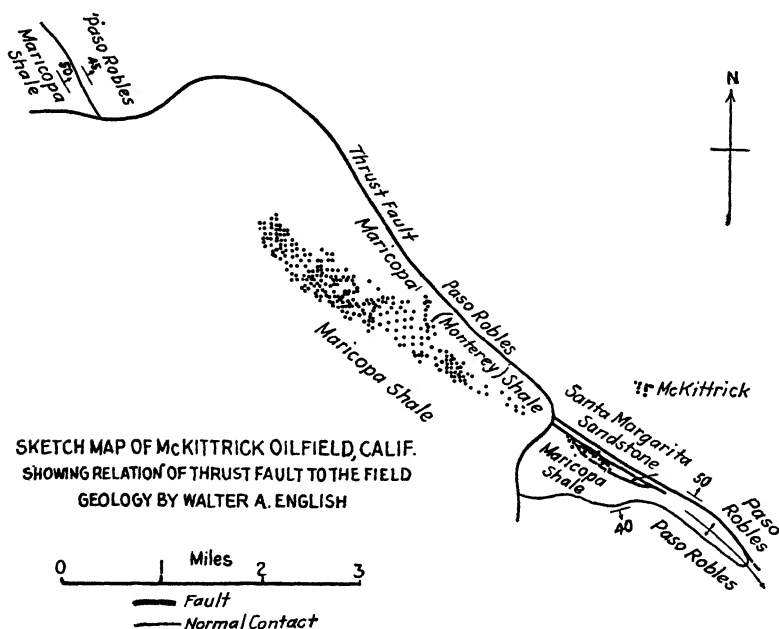 Maricopa
Shale
50
45
Paso Robles
N
Thrust Fault
Maricopa
(Monterey) Shale
Paso Robles
Maricopa Shale
McKittrick
Santa Margarita
Sandstone
Maricopa
Shale
50
Paso
Robles
40
Paso Robles
SKETCH MAP OF McKITTRICK OILFIELD, CALIF.
SHOWING RELATION OF THRUST FAULT TO THE FIELD
GEOLOGY BY WALTER A. ENGLISH
Miles
0 1 2 3
Fault
Normal Contact